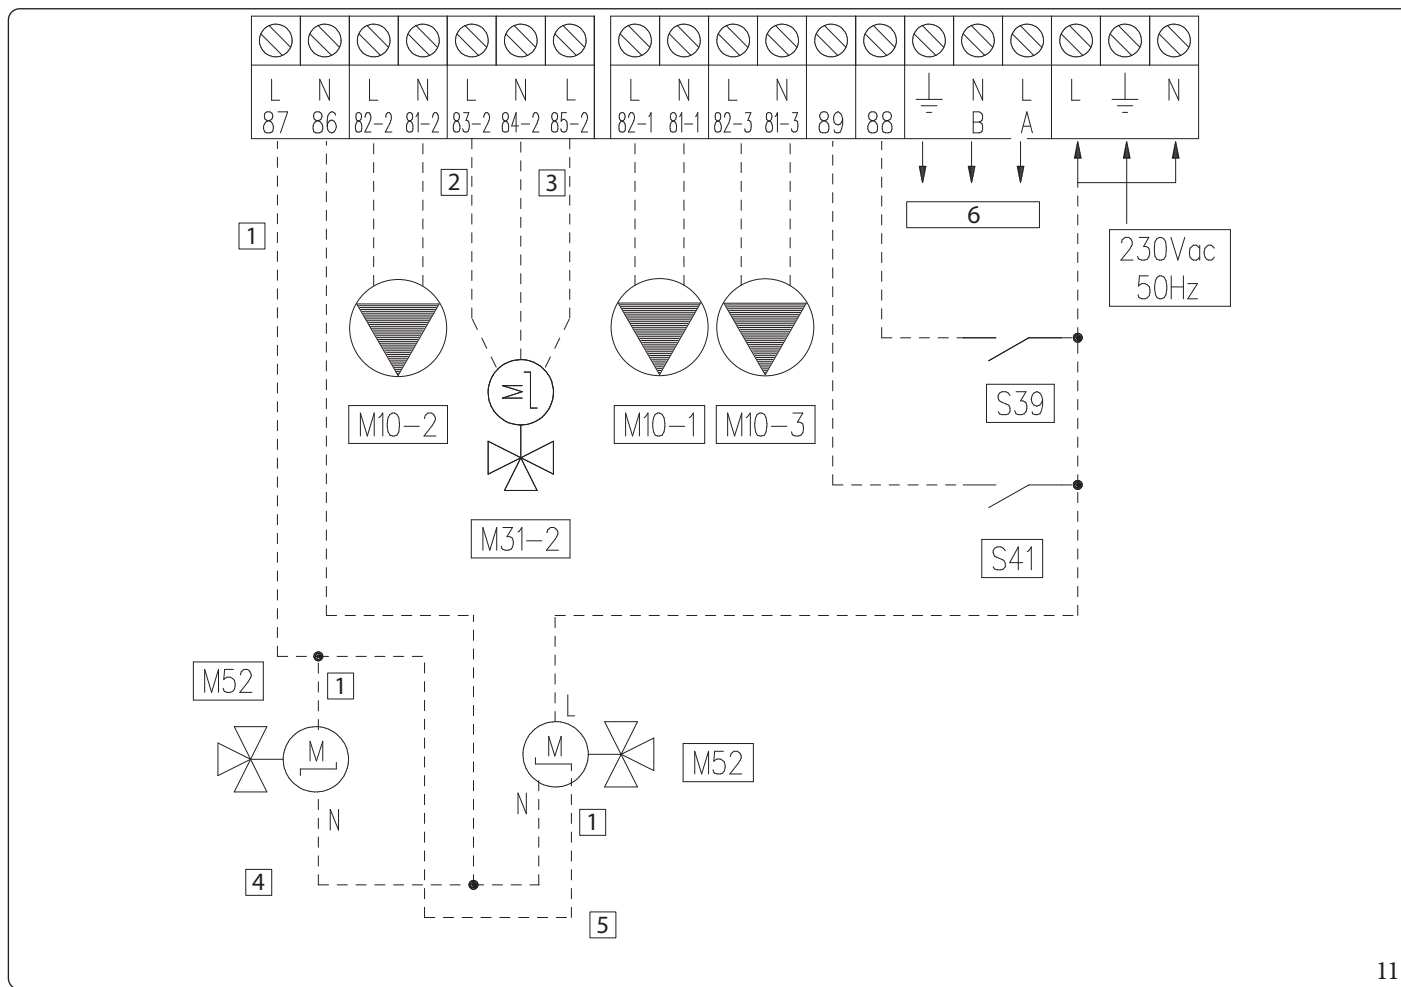 L N L N L N L L N L N N L L N
87 86 82-2 81-2 83-2 84-2 85-2 82-1 81-1 82-3 81-3 89 88 B A
2 3
6
1
230Vac
50Hz
M
S39
M10-2 M10-1 M10-3
M31-2
S41
M52
1
L
M M
M52
N N
1
4
5
11